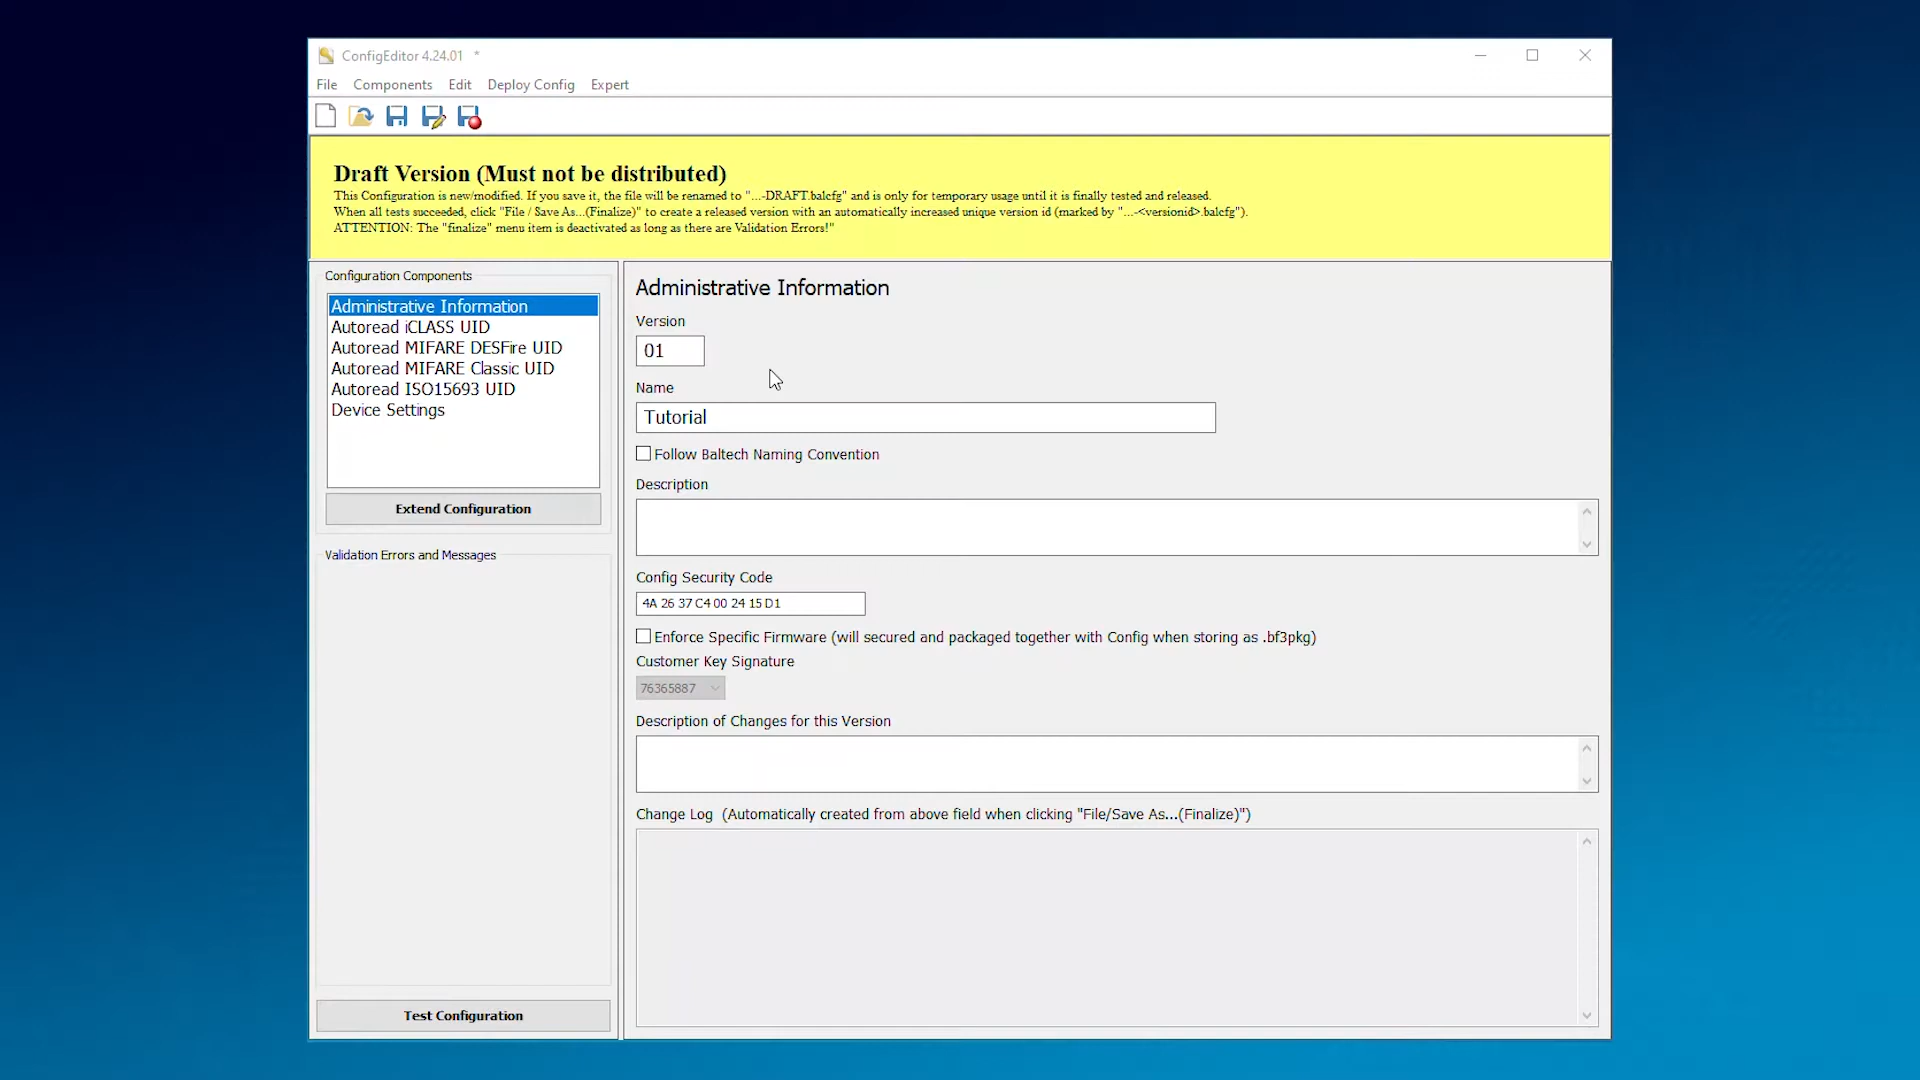 ConfigEditor 4.24.01 *
File Components Edit Deploy Config Expert
Draft Version (Must not be distributed)
This Configuration is new/modified. If you save it, the file will be renamed to "...-DRAFT.balcfg" and is only for temporary usage until it is finally tested and released.
When all tests succeeded, click "File / Save As...(Finalize)" to create a released version with an automatically increased unique version id (marked by "...-<versionid>.balcfg").
ATTENTION: The "finalize" menu item is deactivated as long as there are Validation Errors!"
Configuration Components
Administrative Information
Autoread iCLASS UID
Autoread MIFARE DESFire UID
Autoread MIFARE Classic UID
Autoread ISO15693 UID
Device Settings
Extend Configuration
Validation Errors and Messages
Test Configuration
Administrative Information
Version
01
Name
Tutorial
Follow Baltech Naming Convention
Description
Config Security Code
4A 26 37 C4 00 24 15 D1
Enforce Specific Firmware (will secured and packaged together with Config when storing as .bf3pkg)
Customer Key Signature
76365887
Description of Changes for this Version
Change Log (Automatically created from above field when clicking "File/Save As...(Finalize)")